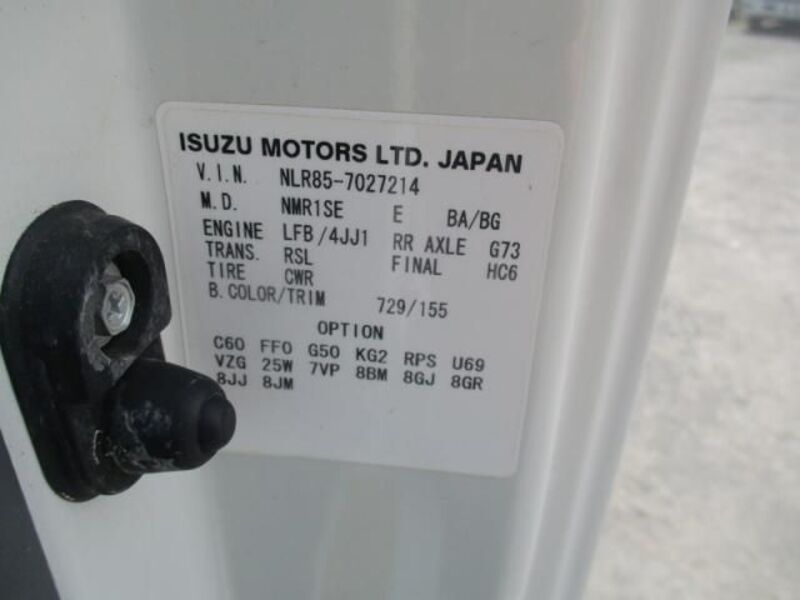 ISUZU MOTORS LTD. JAPAN
V.I.N. NLR85-7027214
M.D. NMR1SE E BA/BG
ENGINE LFB/4JJ1 RR AXLE G73
TRANS. RSL FINAL HC6
TIRE CWR
B.COLOR/TRIM 729/155
OPTION
C60 FF0 G50 KG2 RPS U69
VZG 25W 7VP 8BM 8GJ 8GR
8JJ 8JM